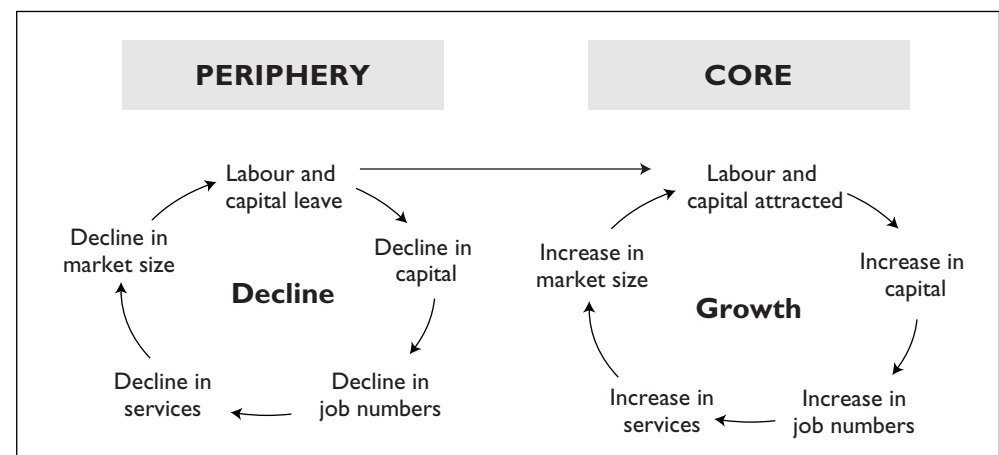 PERIPHERY
CORE
Labour and
capital leave
Decline in
capital
Decline in
job numbers
Decline in
services
Decline in
market size
Decline
Labour and
capital attracted
Increase in
capital
Increase in
job numbers
Increase in
services
Increase in
market size
Growth